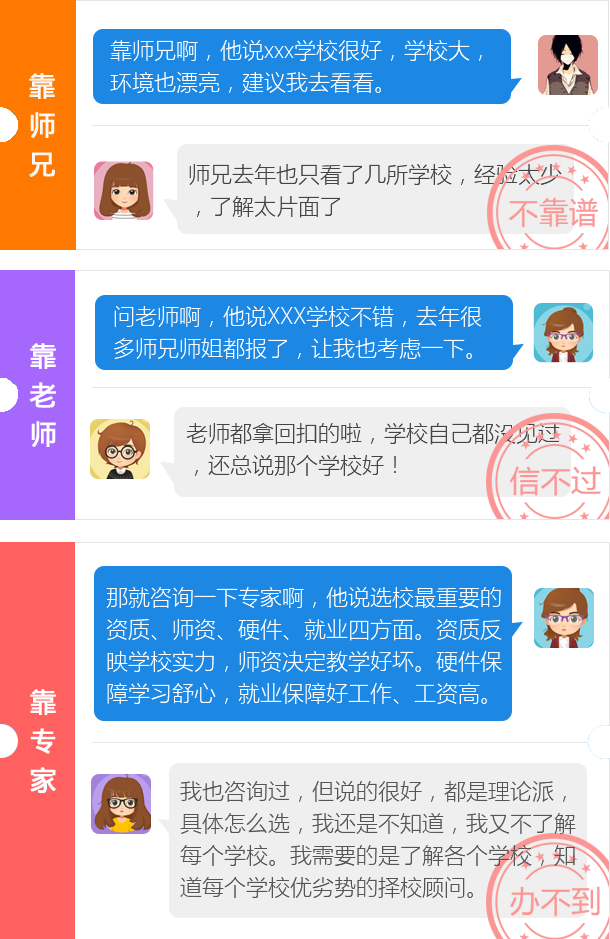 靠师兄
靠师兄啊，他说xxx学校很好，学校大，
环境也漂亮，建议我去看看。
师兄去年也只看了几所学校，经验太少
，了解太片面了
不靠谱
靠老师
问老师啊，他说XXX学校不错，去年很
多师兄师姐都报了，让我也考虑一下。
老师都拿回扣的啦，学校自己都没见过
，还总说那个学校好！
信不过
靠专家
那就咨询一下专家啊，他说选校最重要的
资质、师资、硬件、就业四方面。资质反
映学校实力，师资决定教学好坏。硬件保
障学习舒心，就业保障好工作、工资高。
我也咨询过，但说的很好，都是理论派，
具体怎么选，我还是不知道，我又不了解
每个学校。我需要的是了解各个学校，知
道每个学校优劣势的择校顾问。
办不到